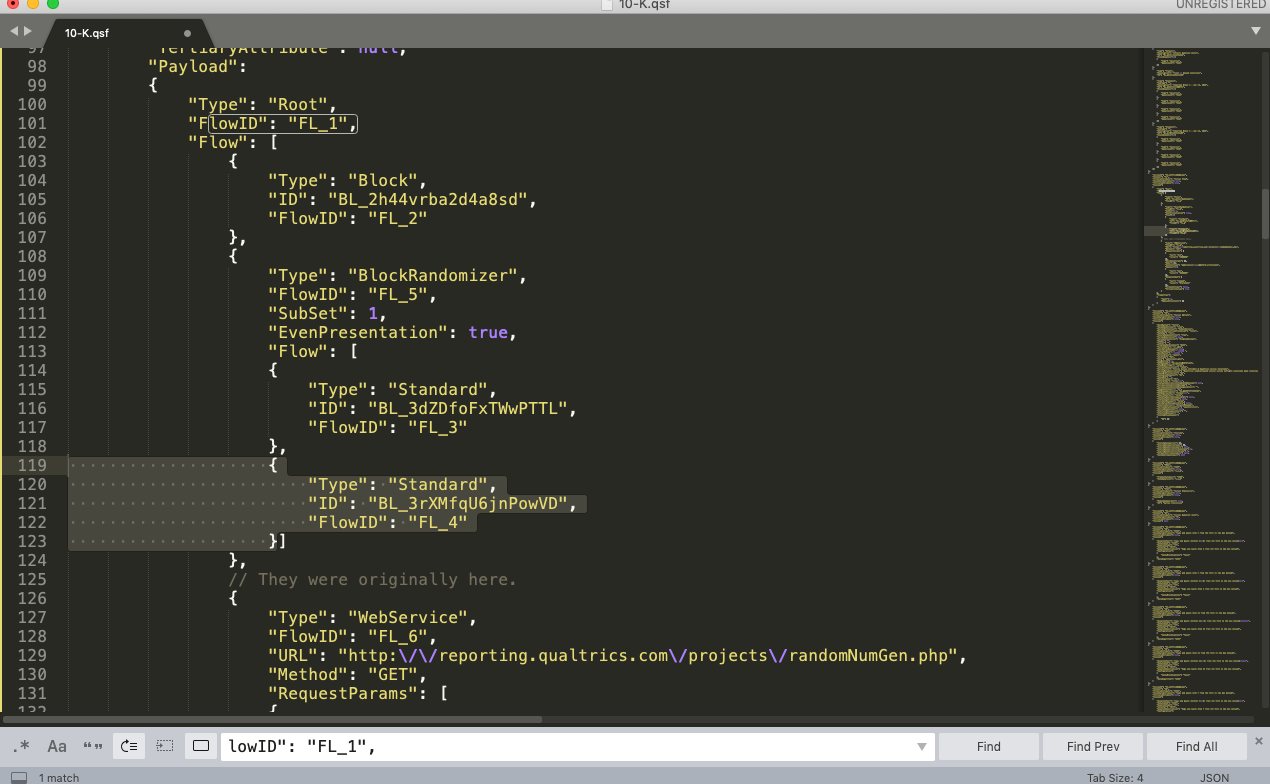 10-K.qsf
UNREGISTERED
10-K.qsf
97 "TertiaryAttribute": null,
98 "Payload":
99 {
100 "Type": "Root",
101 "FlowID": "FL_1",
102 "Flow": [
103 {
104 "Type": "Block",
105 "ID": "BL_2h44vrba2d4a8sd",
106 "FlowID": "FL_2"
107 },
108 {
109 "Type": "BlockRandomizer",
110 "FlowID": "FL_5",
111 "SubSet": 1,
112 "EvenPresentation": true,
113 "Flow": [
114 {
115 "Type": "Standard",
116 "ID": "BL_3dZDfoFxTWwPTTL",
117 "FlowID": "FL_3"
118 },
119 {
120 "Type": "Standard",
121 "ID": "BL_3rXMfqU6jnPowVD",
122 "FlowID": "FL_4"
123 }]
124 },
125 // They were originally here.
126 {
127 "Type": "WebService",
128 "FlowID": "FL_6",
129 "URL": "http:\/\/reporting.qualtrics.com\/projects\/randomNumGen.php",
130 "Method": "GET",
131 "RequestParams": [
132 {
.* Aa “” lowID": "FL_1", Find Find Prev Find All ×
1 match Tab Size: 4 JSON